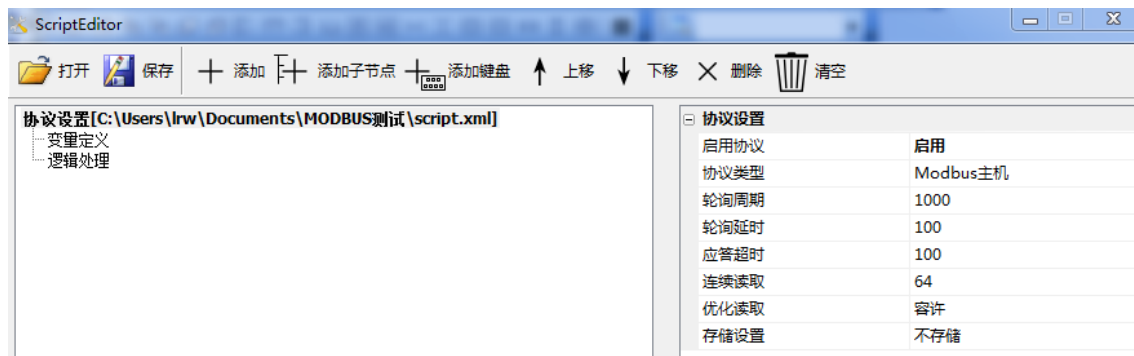 ScriptEditor
打开 保存 添加 添加子节点 添加键盘 上移 下移 删除 清空
协议设置[C:\Users\lrw\Documents\MODBUS测试\script.xml]
变量定义
逻辑处理
协议设置
启用协议 启用
协议类型 Modbus主机
轮询周期 1000
轮询延时 100
应答超时 100
连续读取 64
优化读取 容许
存储设置 不存储